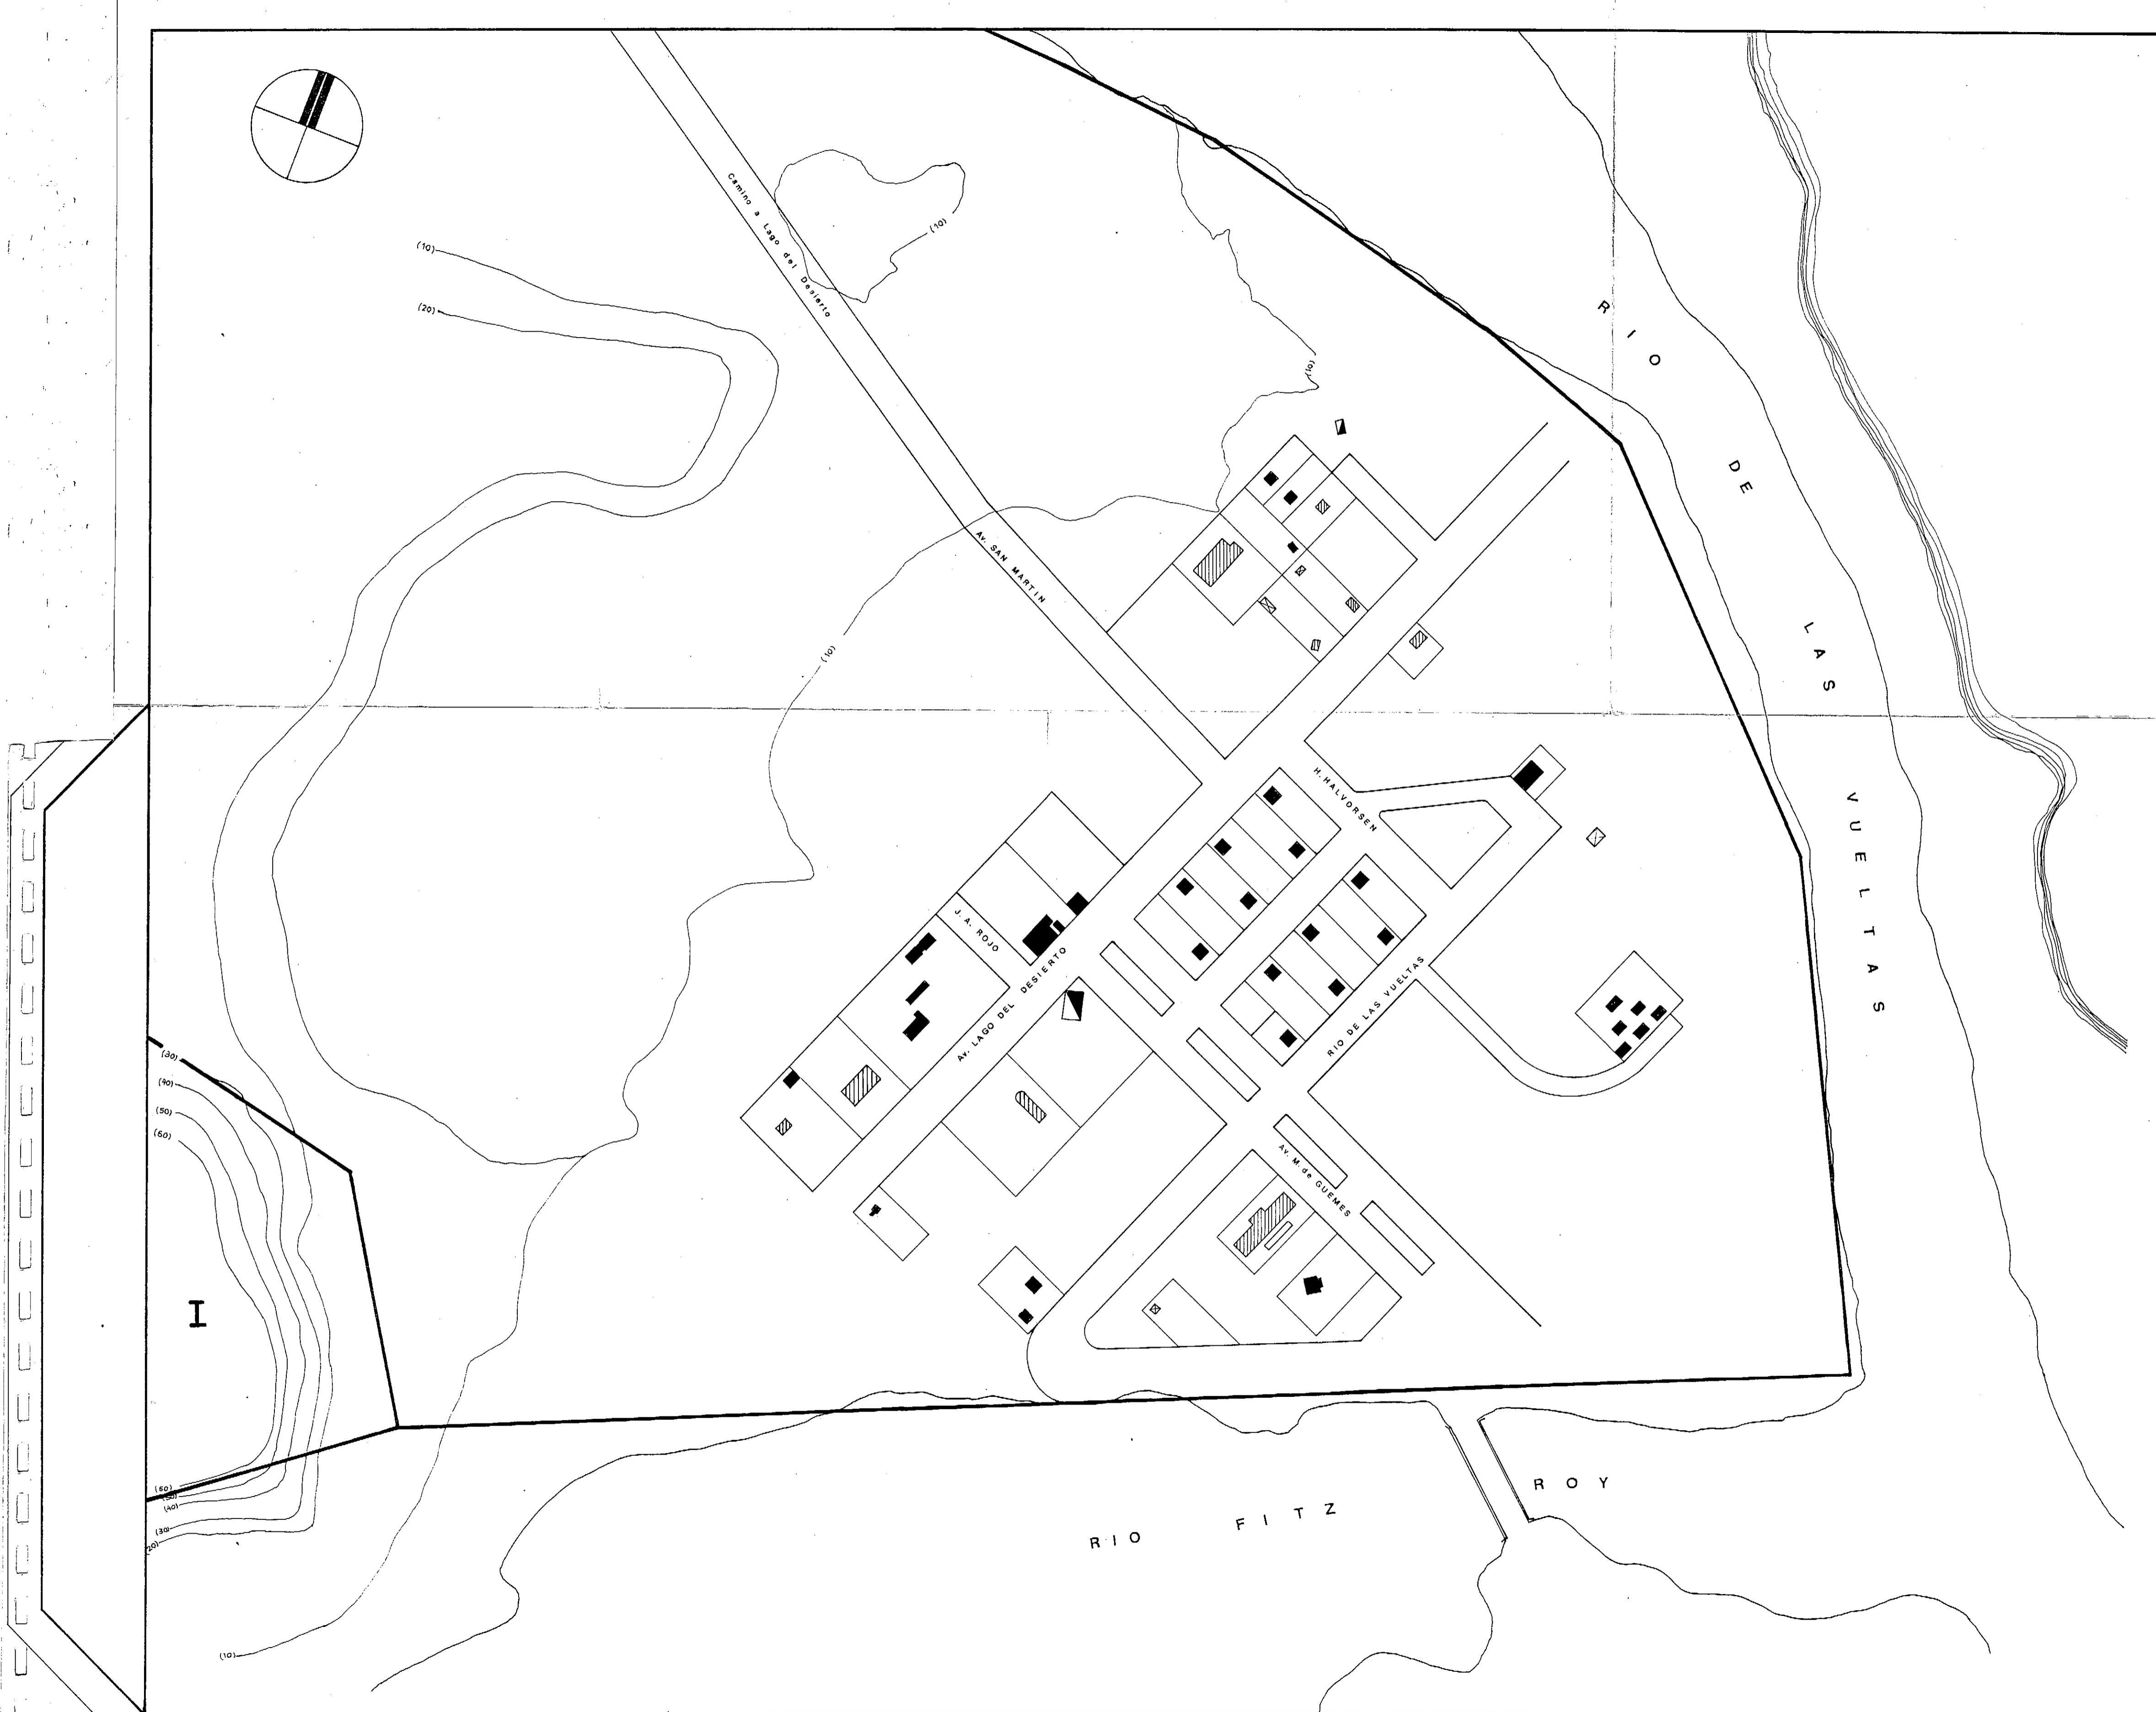 Camino a Lago del Desierto
(10)
(10)
(20)
(10)
Av. SAN MARTIN
(10)
RIO DE LAS VUELTAS
H. HALVORSEN
J. A. ROJO
Av. LAGO DEL DESIERTO
RIO DE LAS VUELTAS
Av. M. de GUEMES
(30)
(40)
(50)
(60)
I
(60)
(50)
(40)
(30)
(20)
(10)
RIO FITZ ROY